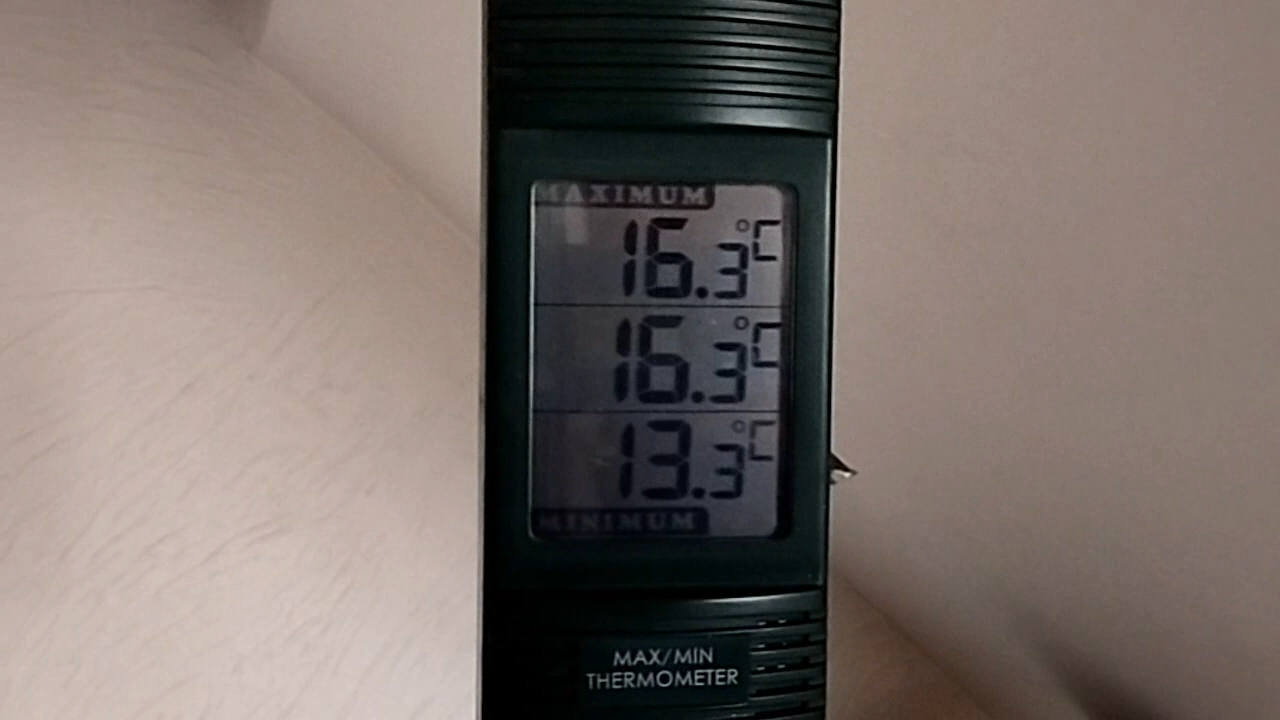 MAXIMUM
16.3°C
16.3°C
13.3°C
MINIMUM
MAX/MIN
THERMOMETER